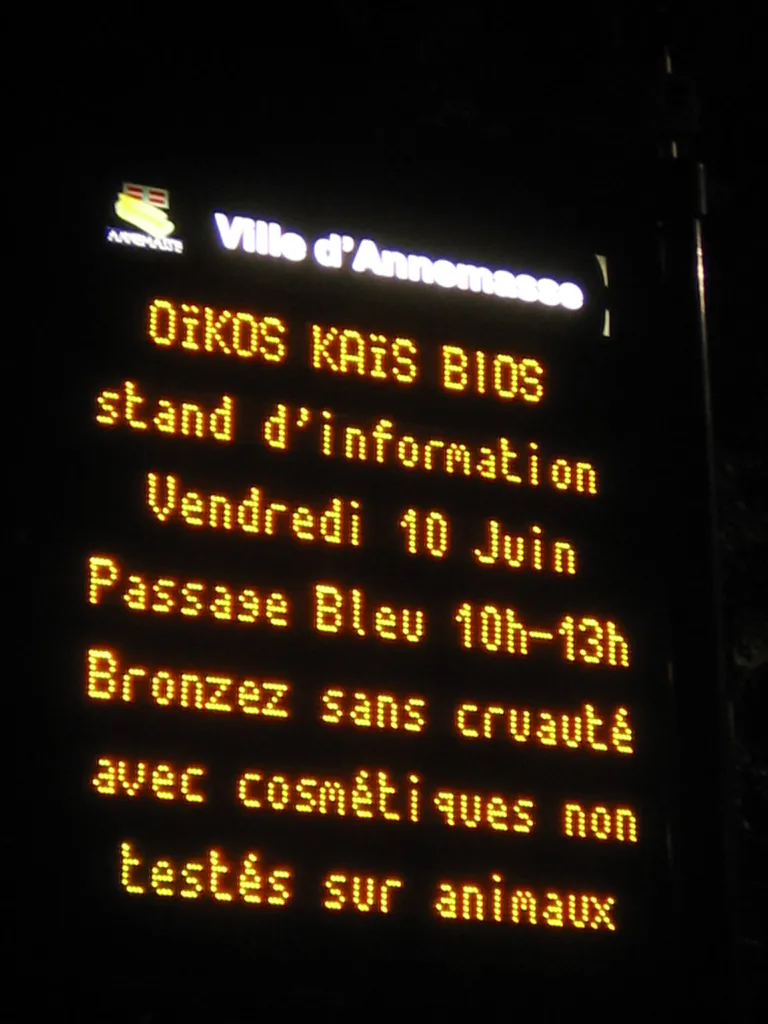 Ville d'Annemasse
OïKOS KAïS BIOS
stand d'information
Vendredi 10 Juin
Passage Bleu 10h-13h
Bronzez sans cruauté
avec cosmétiques non
testés sur animaux